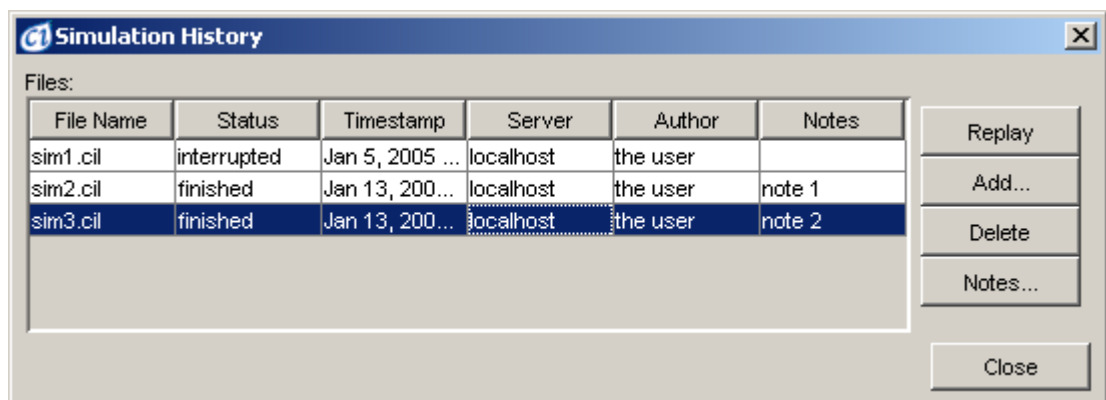 Simulation History
Files:
File Name Status Timestamp Server Author Notes
sim1.cil interrupted Jan 5, 2005 ... localhost the user
sim2.cil finished Jan 13, 200... localhost the user note 1
sim3.cil finished Jan 13, 200... localhost the user note 2
Replay
Add...
Delete
Notes...
Close